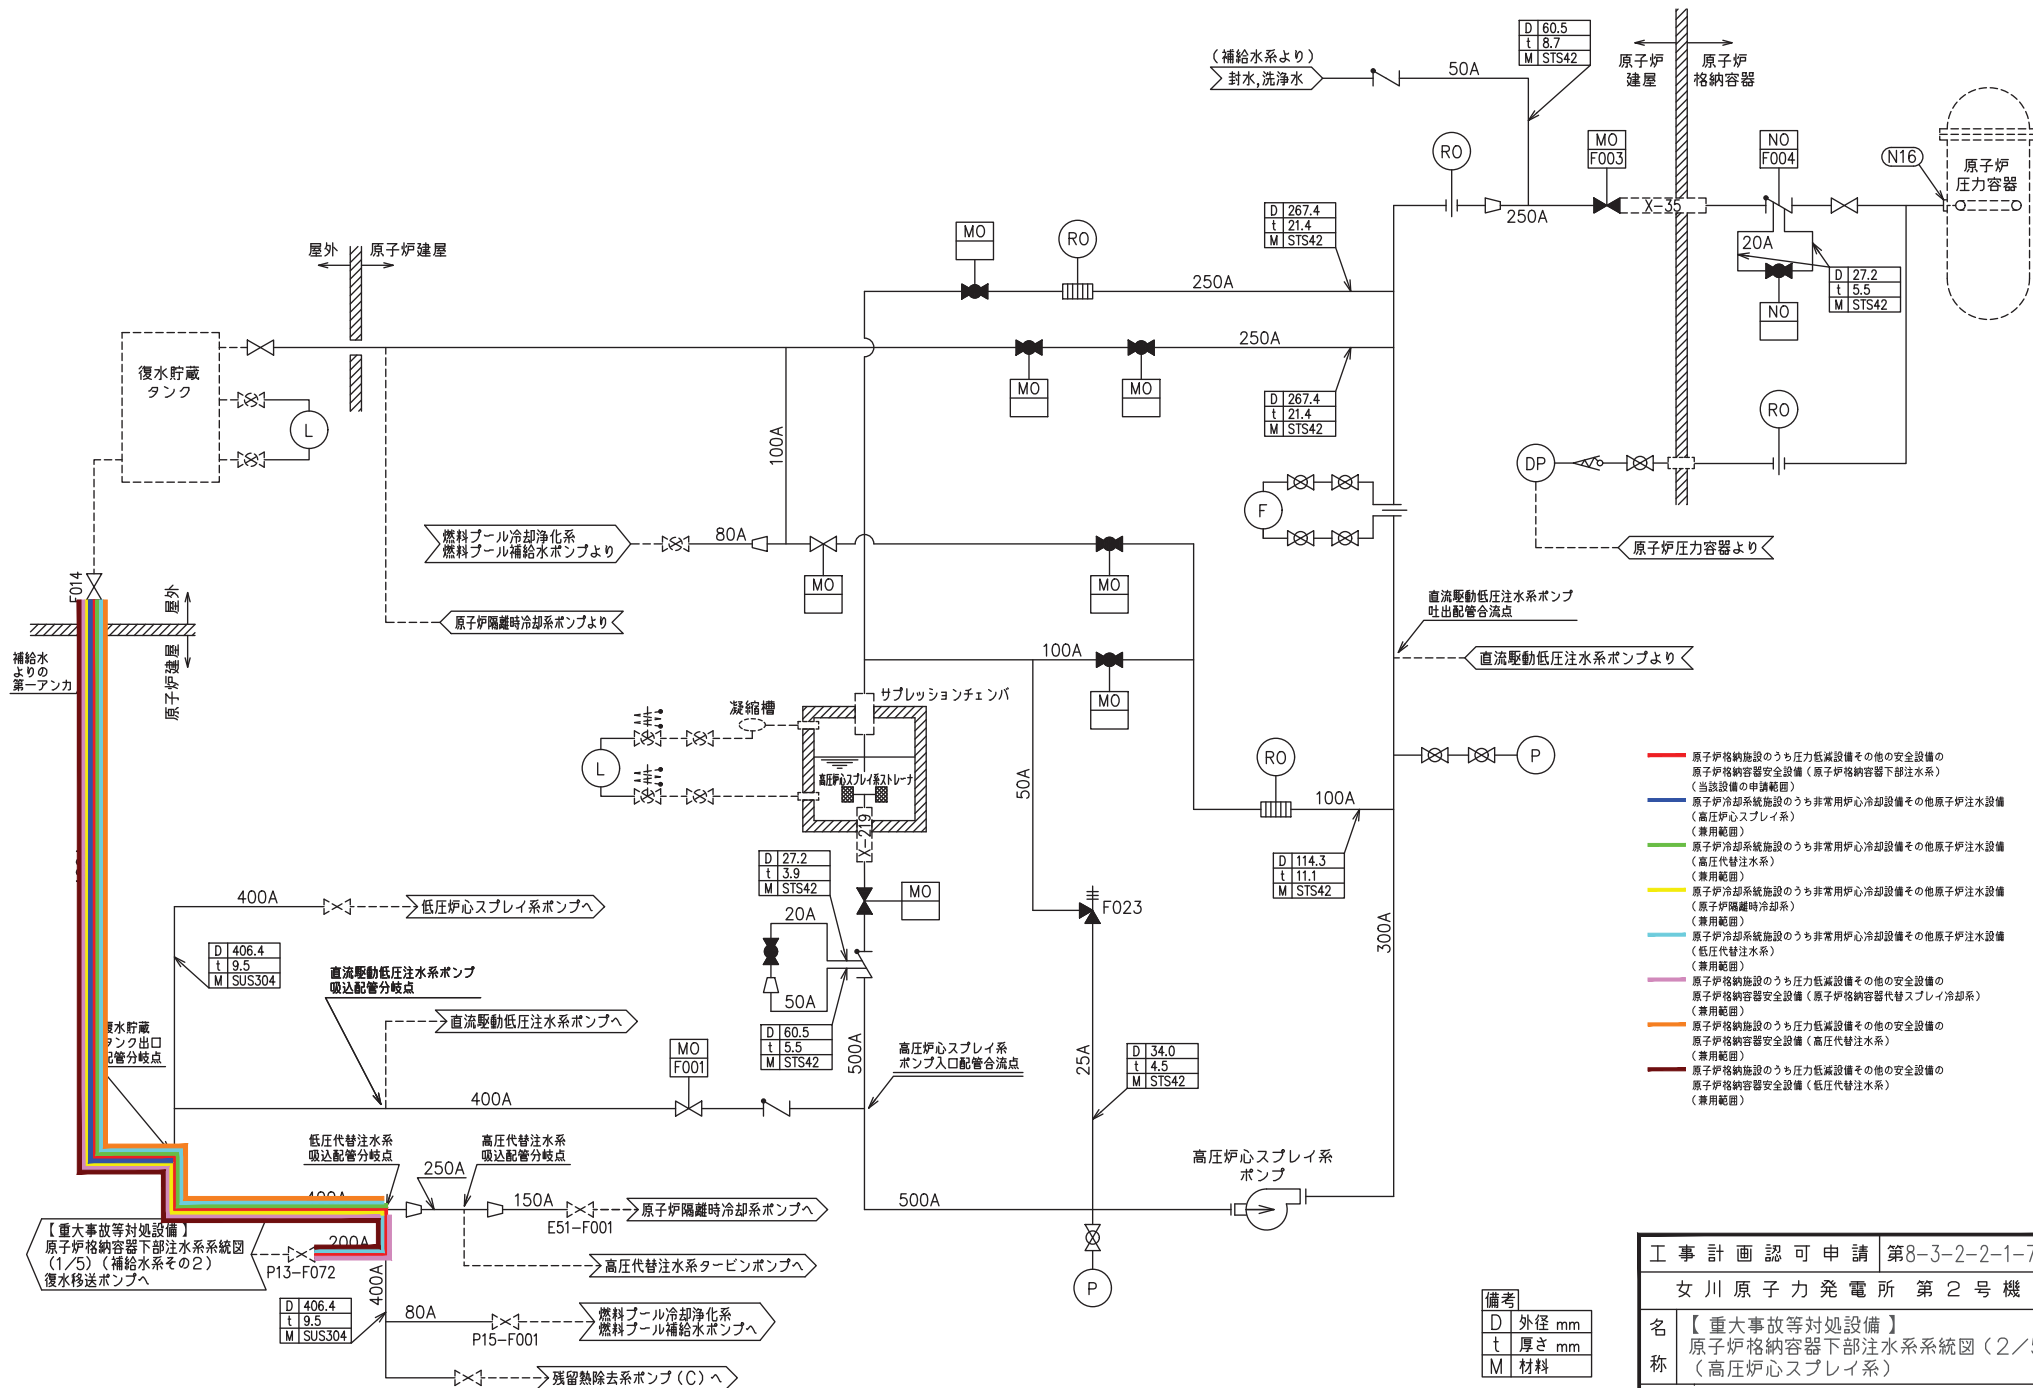 (補給水系より)
封水,洗浄水
50A
D 60.5
t 8.7
M STS42
原子炉
建屋
原子炉
格納容器
RO
MO
F003
NO
F004
N16
原子炉
圧力容器
250A
X-35
20A
D 27.2
t 5.5
M STS42
NO
D 267.4
t 21.4
M STS42
屋外
原子炉建屋
MO
RO
250A
250A
復水貯蔵
タンク
L
MO
MO
D 267.4
t 21.4
M STS42
RO
DP
原子炉圧力容器より
F
100A
燃料プール冷却浄化系
燃料プール補給水ポンプより
80A
MO
MO
原子炉隔離時冷却系ポンプより
F014
屋外
原子炉建屋
補給水
よりの
第一アンカ
直流駆動低圧注水系ポンプ
吐出配管合流点
直流駆動低圧注水系ポンプより
100A
MO
サプレッションチェンバ
凝縮槽
L
高圧炉心スプレイ系ストレーナ
X-219
50A
RO
100A
P
D 114.3
t 11.1
M STS42
300A
D 27.2
t 3.9
M STS42
MO
20A
50A
F023
D 60.5
t 5.5
M STS42
500A
400A
低圧炉心スプレイ系ポンプへ
D 406.4
t 9.5
M SUS304
直流駆動低圧注水系ポンプ
吸込配管分岐点
直流駆動低圧注水系ポンプへ
MO
F001
400A
高圧炉心スプレイ系
ポンプ入口配管合流点
25A
D 34.0
t 4.5
M STS42
水貯蔵
タンク出口
配管分岐点
低圧代替注水系
吸込配管分岐点
高圧代替注水系
吸込配管分岐点
400A
250A
150A
E51-F001
原子炉隔離時冷却系ポンプへ
500A
高圧炉心スプレイ系
ポンプ
【 重大事故等対処設備 】
原子炉格納容器下部注水系系統図
(1/5)(補給水系その2)
復水移送ポンプへ
200A
P13-F072
高圧代替注水系タービンポンプへ
400A
D 406.4
t 9.5
M SUS304
80A
P15-F001
燃料プール冷却浄化系
燃料プール補給水ポンプへ
残留熱除去系ポンプ(C)へ
P
原子炉格納施設のうち圧力低減設備その他の安全設備の
原子炉格納容器安全設備(原子炉格納容器下部注水系)
(当該設備の申請範囲)
原子炉冷却系統施設のうち非常用炉心冷却設備その他原子炉注水設備
(高圧炉心スプレイ系)
(兼用範囲)
原子炉冷却系統施設のうち非常用炉心冷却設備その他原子炉注水設備
(高圧代替注水系)
(兼用範囲)
原子炉冷却系統施設のうち非常用炉心冷却設備その他原子炉注水設備
(原子炉隔離時冷却系)
(兼用範囲)
原子炉冷却系統施設のうち非常用炉心冷却設備その他原子炉注水設備
(低圧代替注水系)
(兼用範囲)
原子炉格納施設のうち圧力低減設備その他の安全設備の
原子炉格納容器安全設備(原子炉格納容器代替スプレイ冷却系)
(兼用範囲)
原子炉格納施設のうち圧力低減設備その他の安全設備の
原子炉格納容器安全設備(高圧代替注水系)
(兼用範囲)
原子炉格納施設のうち圧力低減設備その他の安全設備の
原子炉格納容器安全設備(低圧代替注水系)
(兼用範囲)
備考
D 外径 mm
t 厚さ mm
M 材料
工事計画認可申請 第8-3-2-2-1-7
女川原子力発電所 第2号機
名称
【 重大事故等対処設備 】
原子炉格納容器下部注水系系統図(2/5
(高圧炉心スプレイ系)